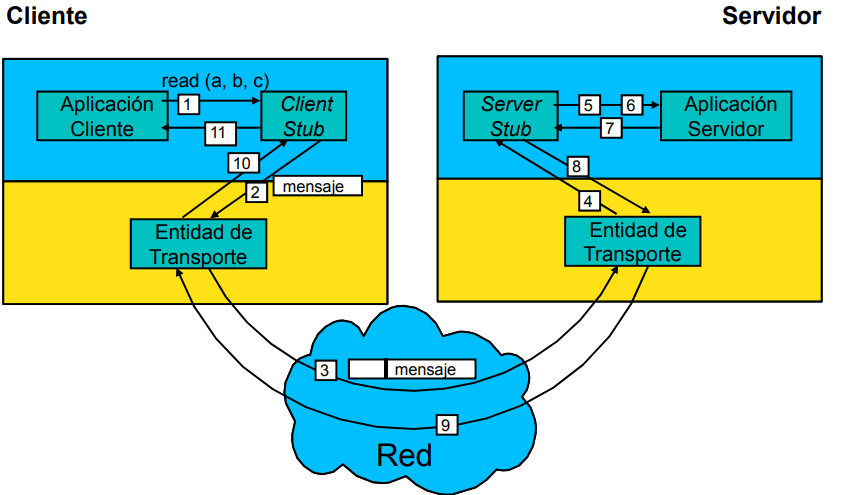 Cliente
Servidor
read (a, b, c)
Aplicación
Cliente
1
11
Client
Stub
10
2
mensaje
Entidad de
Transporte
Server
Stub
5
6
7
Aplicación
Servidor
8
4
Entidad de
Transporte
3
mensaje
9
Red